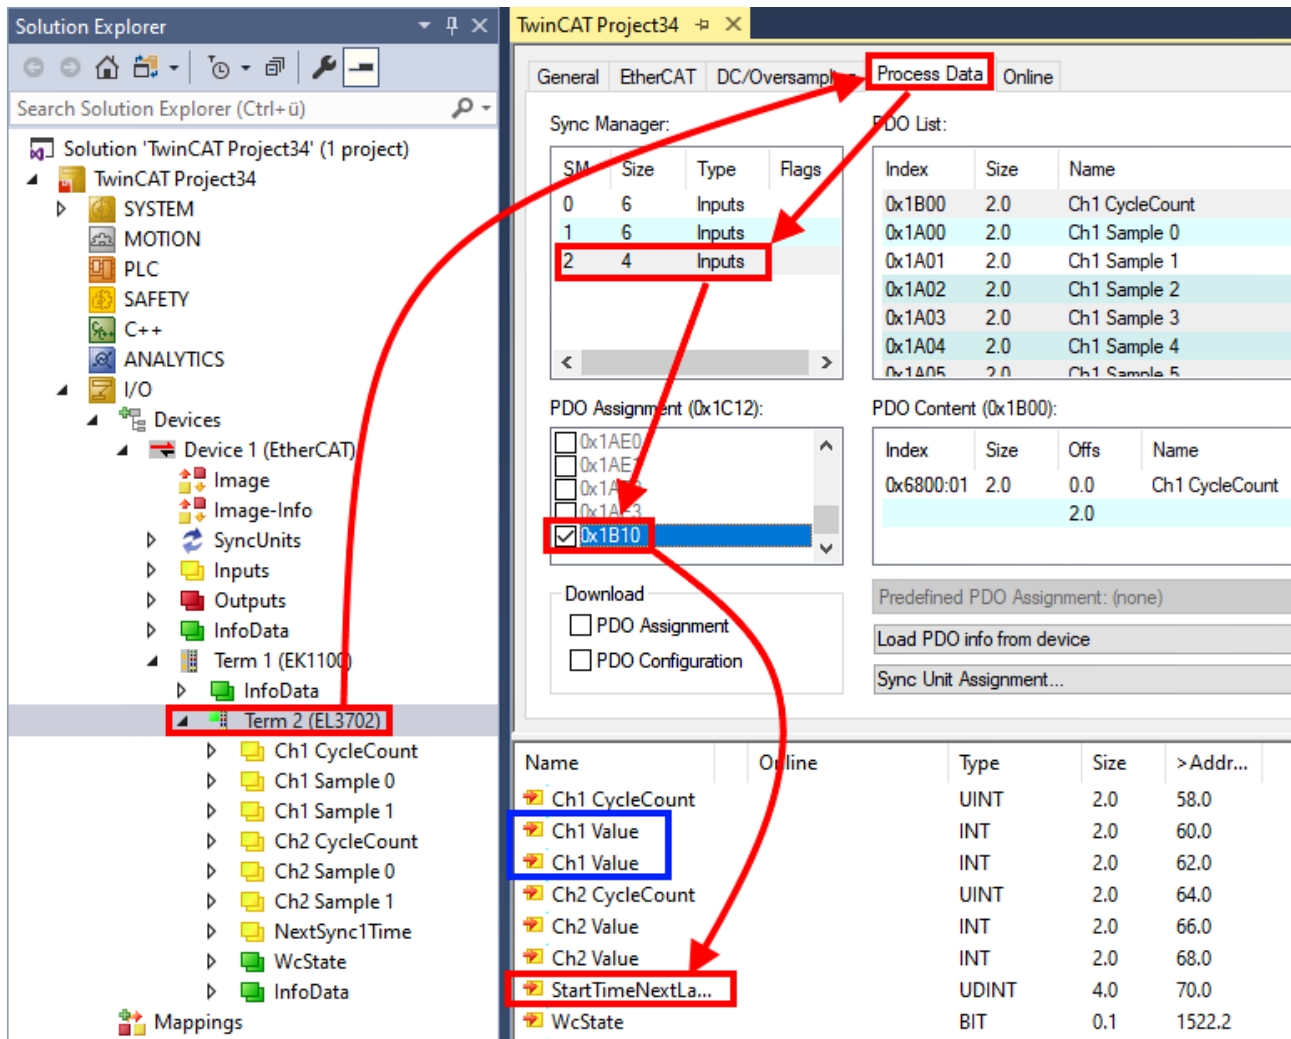 Solution Explorer
Search Solution Explorer (Ctrl+ü)
Solution 'TwinCAT Project34' (1 project)
TwinCAT Project34
SYSTEM
MOTION
PLC
SAFETY
C++
ANALYTICS
I/O
Devices
Device 1 (EtherCAT)
Image
Image-Info
SyncUnits
Inputs
Outputs
InfoData
Term 1 (EK1100)
InfoData
Term 2 (EL3702)
Ch1 CycleCount
Ch1 Sample 0
Ch1 Sample 1
Ch2 CycleCount
Ch2 Sample 0
Ch2 Sample 1
NextSync1Time
WcState
InfoData
Mappings
TwinCAT Project34
General EtherCAT Process Data Online
Sync Manager:
SM Size Type Flags
0 6 Inputs
1 6 Inputs
2 4 Inputs
PDO List:
Index Size Name
0x1B00 2.0 Ch1 CycleCount
0x1A00 2.0 Ch1 Sample 0
0x1A01 2.0 Ch1 Sample 1
0x1A02 2.0 Ch1 Sample 2
0x1A03 2.0 Ch1 Sample 3
0x1A04 2.0 Ch1 Sample 4
0x1A05 2.0 Ch1 Sample 5
PDO Assignment (0x1C12):
0x1AE0
0x1B10
PDO Content (0x1B00):
Index Size Offs Name
0x6800:01 2.0 0.0 Ch1 CycleCount
2.0
Download
PDO Assignment
PDO Configuration
Predefined PDO Assignment: (none)
Load PDO info from device
Sync Unit Assignment...
Name Online Type Size >Addr...
Ch1 CycleCount UINT 2.0 58.0
Ch1 Value INT 2.0 60.0
Ch1 Value INT 2.0 62.0
Ch2 CycleCount UINT 2.0 64.0
Ch2 Value INT 2.0 66.0
Ch2 Value INT 2.0 68.0
StartTimeNextLa... UDINT 4.0 70.0
WcState BIT 0.1 1522.2